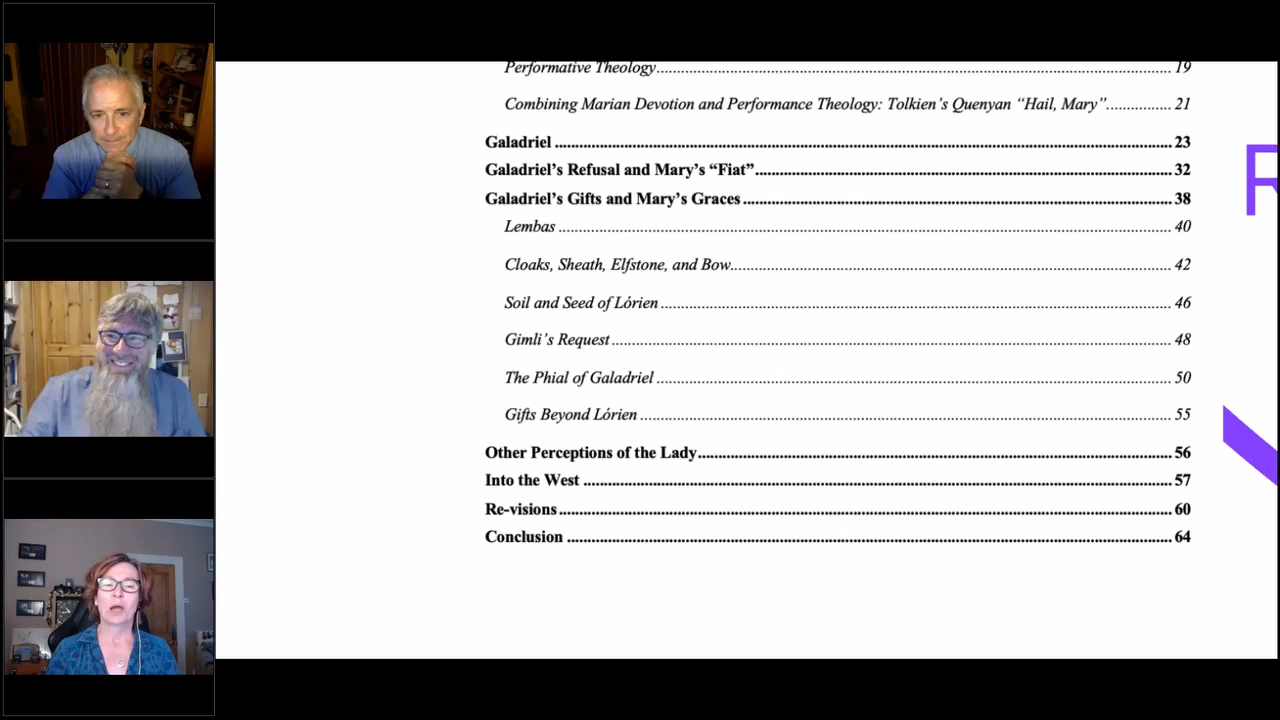 Performative Theology 19
Combining Marian Devotion and Performance Theology: Tolkien’s Quenyan “Hail, Mary” 21
Galadriel 23
Galadriel’s Refusal and Mary’s “Fiat” 32
Galadriel’s Gifts and Mary’s Graces 38
Lembas 40
Cloaks, Sheath, Elfstone, and Bow 42
Soil and Seed of Lórien 46
Gimli’s Request 48
The Phial of Galadriel 50
Gifts Beyond Lórien 55
Other Perceptions of the Lady 56
Into the West 57
Re-visions 60
Conclusion 64
R